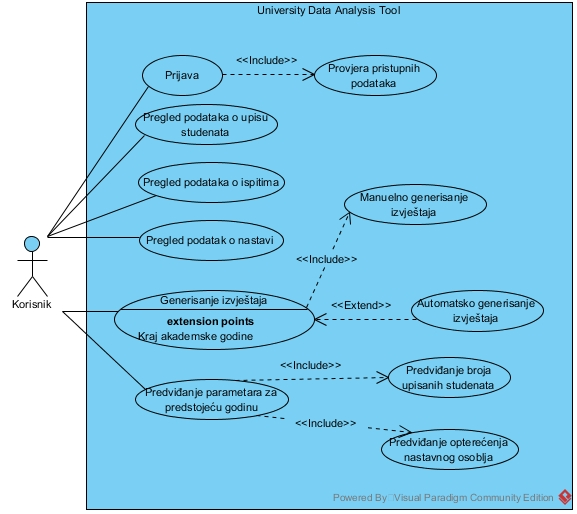 University Data Analysis Tool
Prijava
<<Include>>
Provjera pristupnih
podataka
Pregled podataka o upisu
studenata
Pregled podataka o ispitima
Manuelno generisanje
izvještaja
Pregled podatak o nastavi
<<Include>>
Korisnik
Generisanje izvještaja
extension points
Kraj akademske godine
<<Extend>>
Automatsko generisanje
izvještaja
<<Include>>
Predviđanje broja
upisanih studenata
Predviđanje parametara za
predstojeću godinu
<<Include>>
Predviđanje opterećenja
nastavnog osoblja
Powered By Visual Paradigm Community Edition